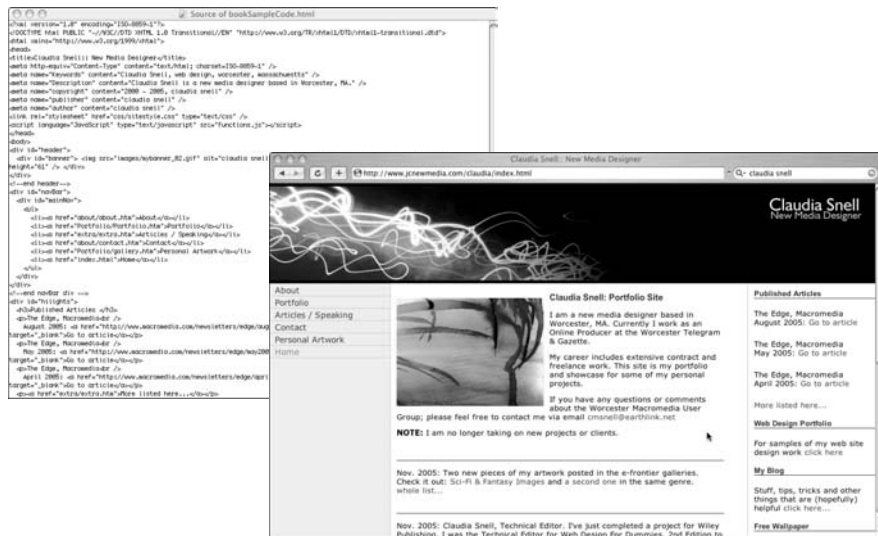 Source of bookSampleCode.html
<?xml version="1.0" encoding="ISO-8859-1"?>
<!DOCTYPE html PUBLIC "-//W3C//DTD XHTML 1.0 Transitional//EN" "http://www.w3.org/TR/xhtml1/DTD/xhtml1-transitional.dtd">
<html xmlns="http://www.w3.org/1999/xhtml">
<head>
<title>Claudia Snell:: New Media Designer</title>
<meta http-equiv="Content-Type" content="text/html; charset=ISO-8859-1" />
<meta name="keywords" content="Claudia Snell, web design, worcester, massachusetts" />
<meta name="Description" content="Claudia Snell is a new media designer based in Worcester, MA." />
<meta name="copyright" content="2000 - 2005, claudia snell" />
<meta name="publisher" content="claudia snell" />
<meta name="author" content="claudia snell" />
<link rel="stylesheet" href="css/sitestyle.css" type="text/css" />
<script language="JavaScript" type="text/javascript" src="functions.js"></script>
</head>
<body>
<div id="header">
<div id="banner"> <img src="images/mybanner_02.gif" alt="claudia snell
height="61" /> </div>
</div>
<!--end header-->
<div id="navBar">
<div id="mainNav">
<ul>
<li><a href="about/about.htm">About</a></li>
<li><a href="Portfolio/Portfolio.htm">Portfolio</a></li>
<li><a href="extra/extra.htm">Articles / Speaking</a></li>
<li><a href="about/contact.htm">Contact</a></li>
<li><a href="Portfolio/gallery.htm">Personal Artwork</a></li>
<li><a href="index.html">Home</a></li>
</ul>
</div>
</div>
<!--end navBar div -->
<div id="hilights">
<h3>Published Articles </h3>
<p>The Edge, Macromedia<br />
August 2005: <a href="http://www.macromedia.com/newsletters/edge/aug
target="_blank">Go to article</a></p>
<p>The Edge, Macromedia<br />
May 2005: <a href="http://www.macromedia.com/newsletters/edge/may200
target="_blank">Go to article</a></p>
<p>The Edge, Macromedia<br />
April 2005: <a href="http://www.macromedia.com/newsletters/edge/apri
target="_blank">Go to article</a></p>
<p><a href="extra/extra.htm">More listed here...</a></p>
Claudia Snell:: New Media Designer
http://www.jcnewmedia.com/claudia/index.html
claudia snell
Claudia Snell
New Media Designer
About
Portfolio
Articles / Speaking
Contact
Personal Artwork
Home
Claudia Snell: Portfolio Site
I am a new media designer based in
Worcester, MA. Currently I work as an
Online Producer at the Worcester Telegram
& Gazette.
My career includes extensive contract and
freelance work. This site is my portfolio
and showcase for some of my personal
projects.
If you have any questions or comments
about the Worcester Macromedia User
Group; please feel free to contact me via email cmsnell@earthlink.net
NOTE: I am no longer taking on new projects or clients.
Nov. 2005: Two new pieces of my artwork posted in the e-frontier galleries.
Check it out: Sci-Fi & Fantasy Images and a second one in the same genre.
whole list...
Nov. 2005: Claudia Snell, Technical Editor. I've just completed a project for Wiley
Publishing. I was the Technical Editor for Web Design For Dummies, 2nd Edition to
Published Articles
The Edge, Macromedia
August 2005: Go to article
The Edge, Macromedia
May 2005: Go to article
The Edge, Macromedia
April 2005: Go to article
More listed here...
Web Design Portfolio
For samples of my web site
design work click here
My Blog
Stuff, tips, tricks and other
things that are (hopefully)
helpful click here...
Free Wallpaper